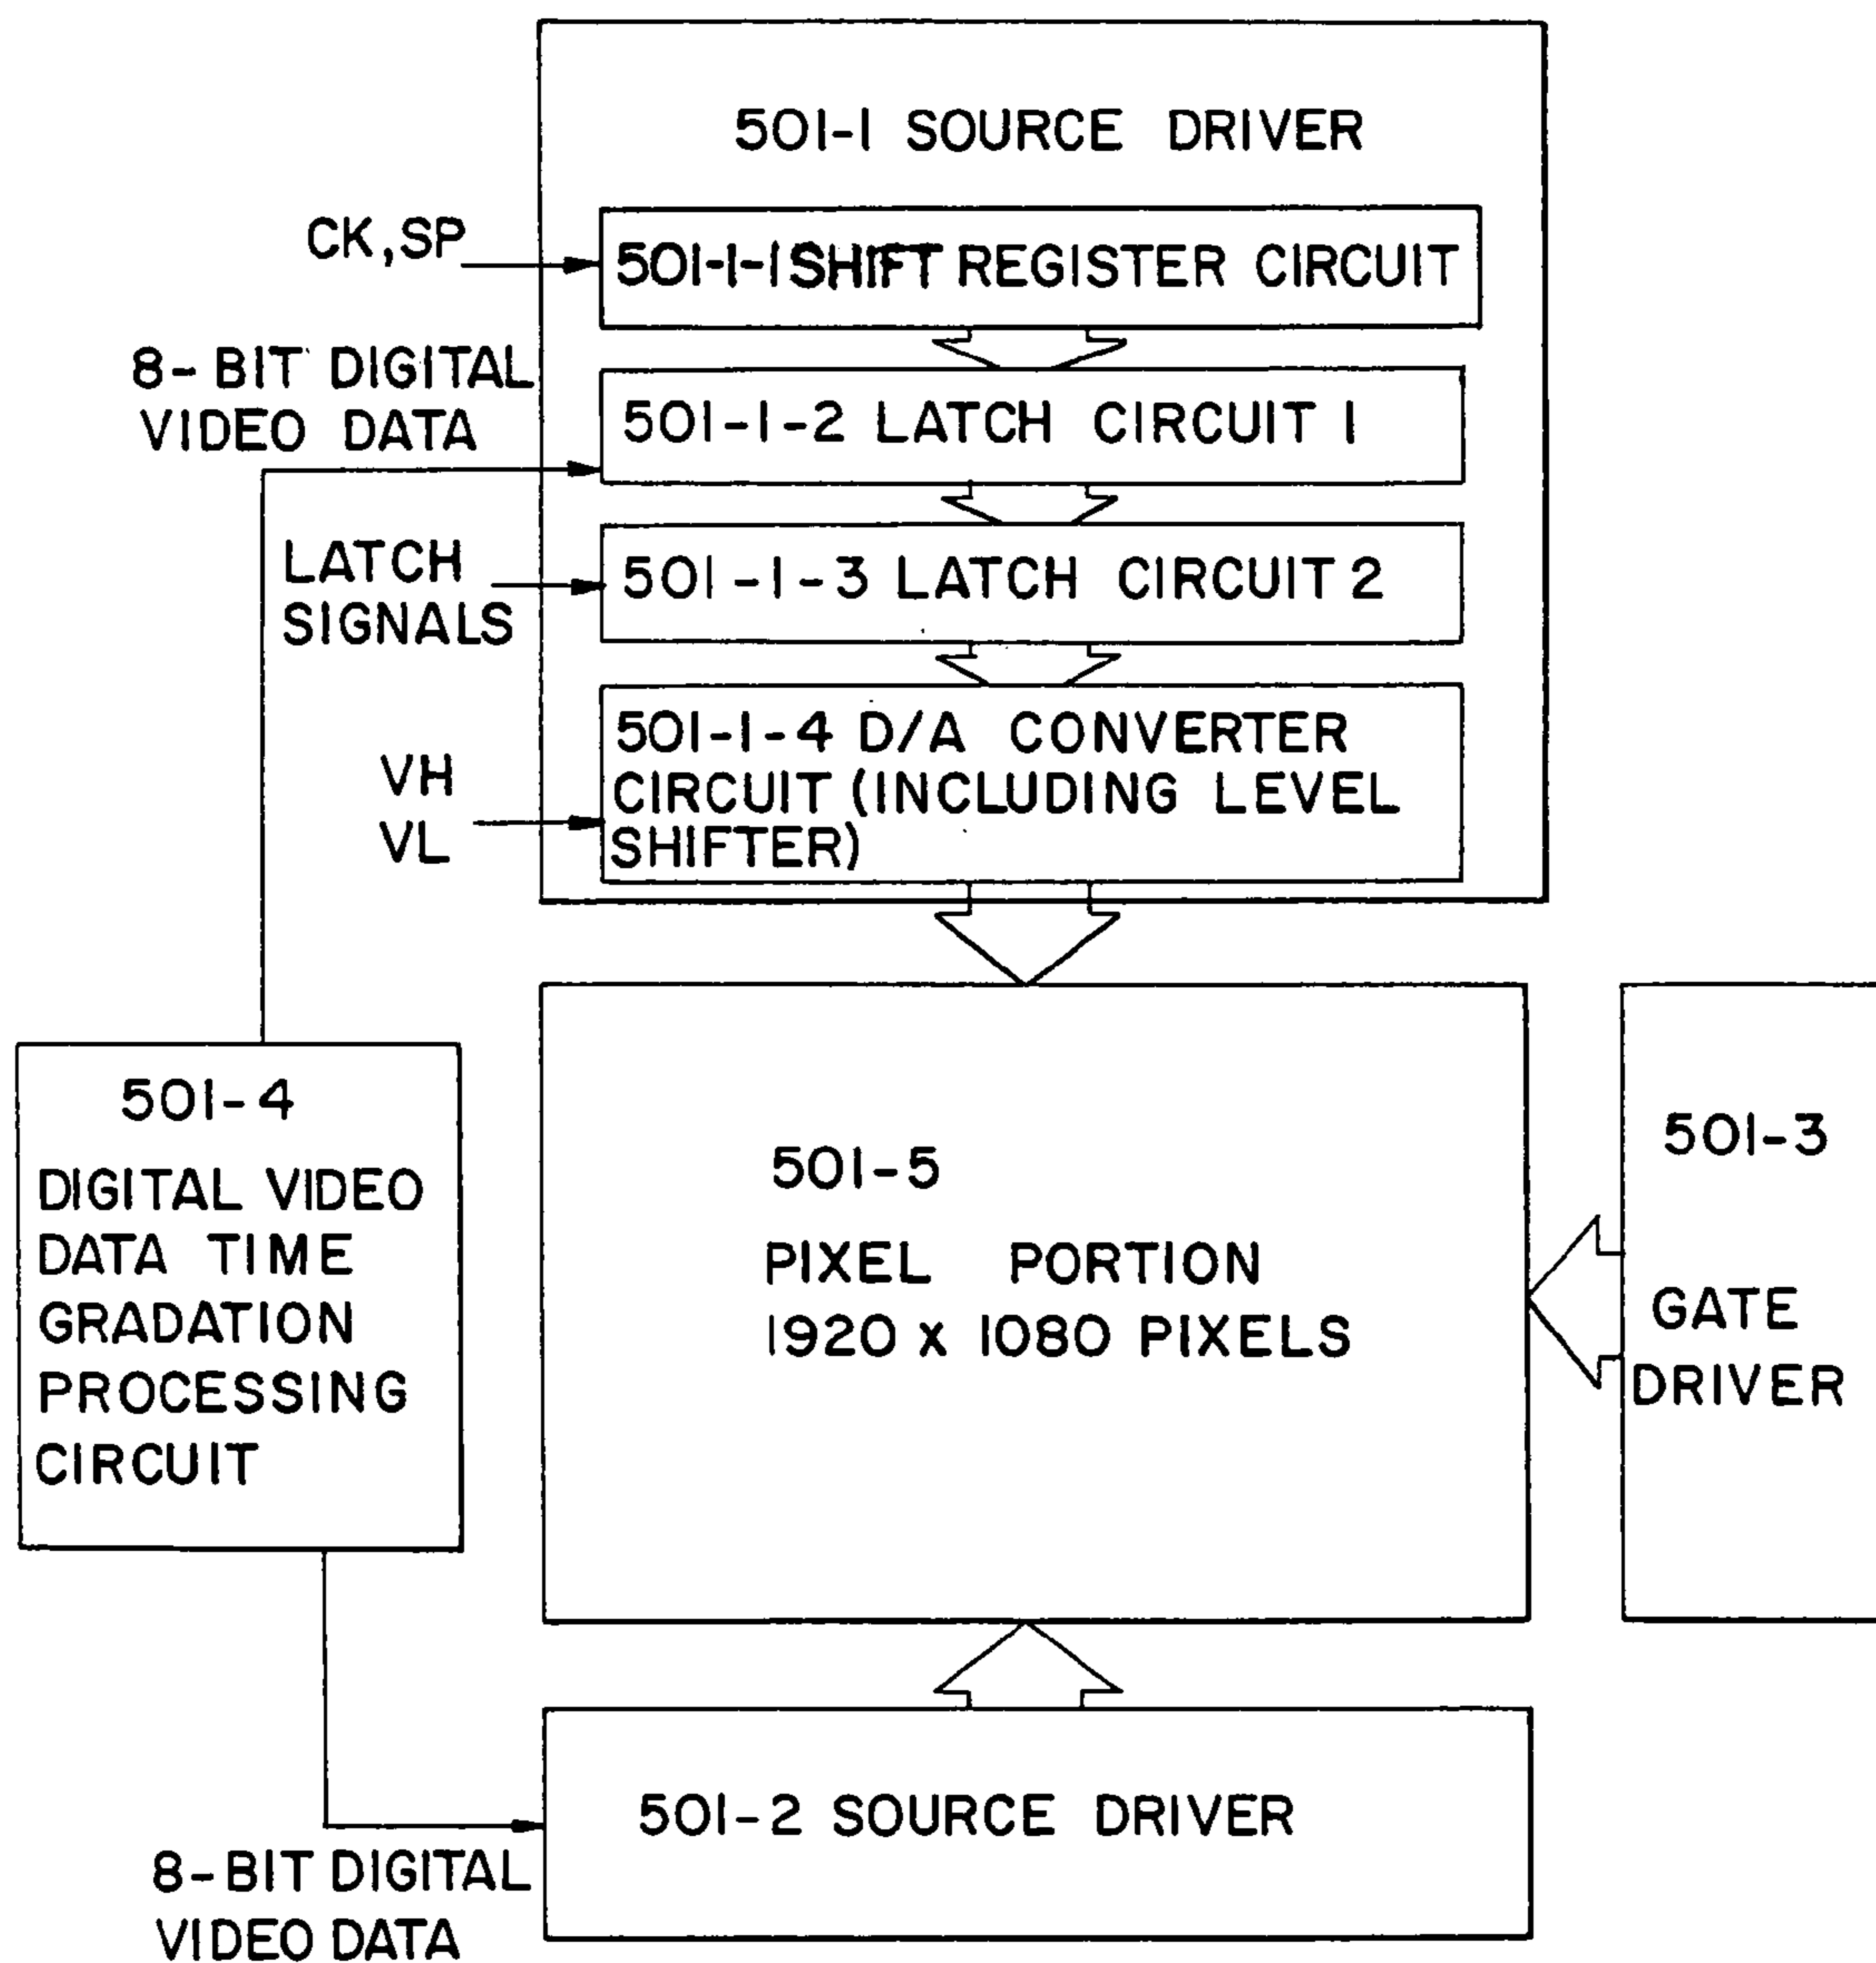 501-1 SOURCE DRIVER
CK,SP
501-1-1 SHIFT REGISTER CIRCUIT
8-BIT DIGITAL
VIDEO DATA
501-1-2 LATCH CIRCUIT 1
LATCH
SIGNALS
501-1-3 LATCH CIRCUIT 2
501-1-4 D/A CONVERTER
CIRCUIT (INCLUDING LEVEL
SHIFTER)
VH
VL
501-4
DIGITAL VIDEO
DATA TIME
GRADATION
PROCESSING
CIRCUIT
501-5
PIXEL PORTION
1920 x 1080 PIXELS
501-3
GATE
DRIVER
501-2 SOURCE DRIVER
8-BIT DIGITAL
VIDEO DATA